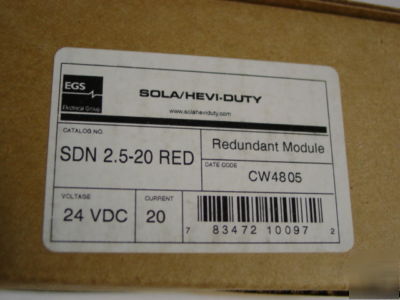 EGS
Electrical Group
SOLA/HEVI-DUTY
www.solaheviduty.com
CATALOG NO.
SDN 2.5-20 RED
Redundant Module
DATE CODE
CW4805
VOLTAGE
24 VDC
CURRENT
20
7 83472 10097 2